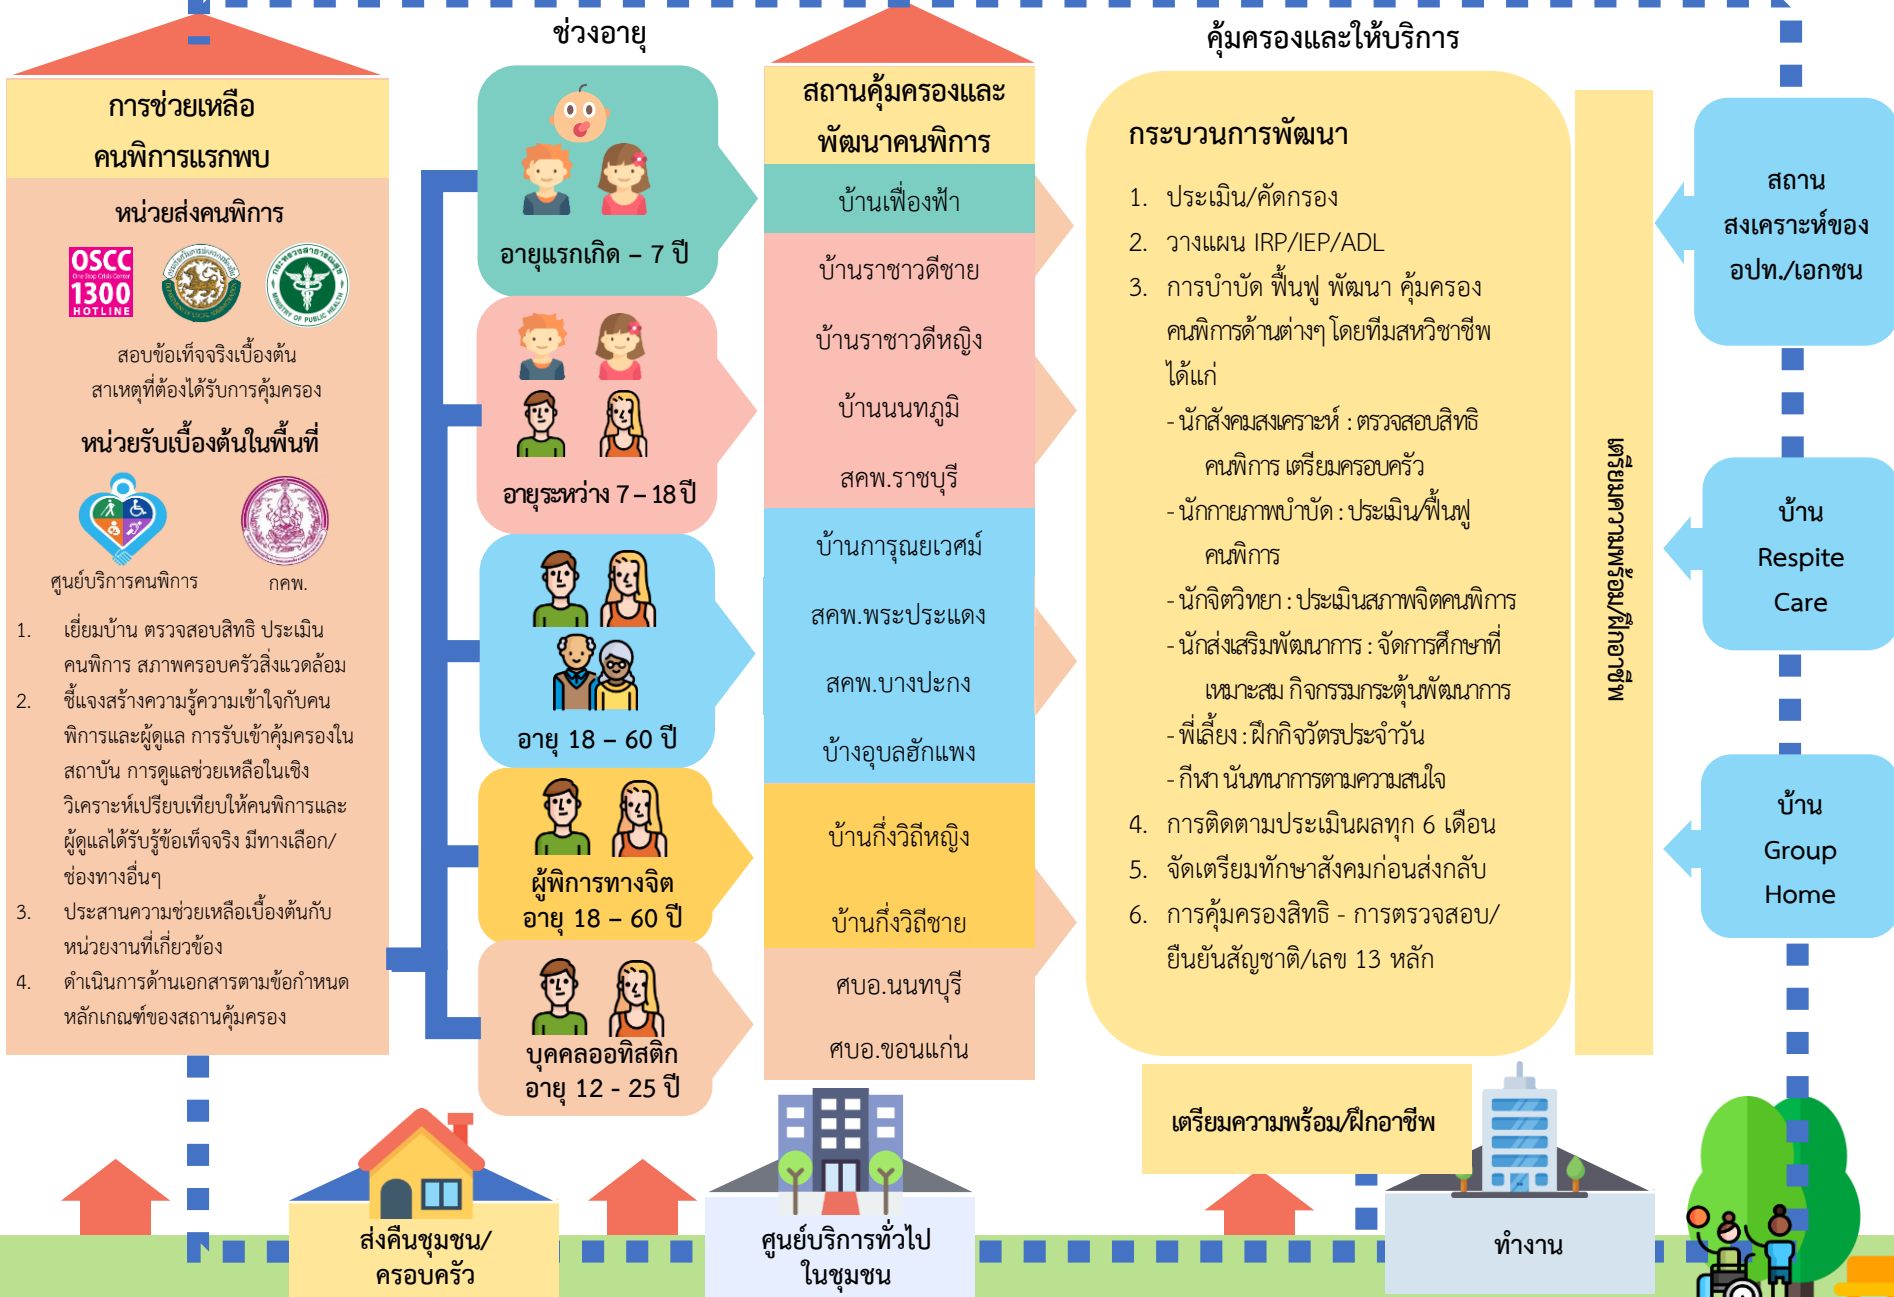 การช่วยเหลือ
คนพิการแรกพบ
หน่วยส่งคนพิการ
OSCC
One Stop Crisis Center
1300
HOTLINE
กระทรวงสาธารณสุข
MINISTRY OF PUBLIC HEALTH
สอบข้อเท็จจริงเบื้องต้น
สาเหตุที่ต้องได้รับการคุ้มครอง
หน่วยรับเบื้องต้นในพื้นที่
ศูนย์บริการคนพิการ
กคพ.
1. เยี่ยมบ้าน ตรวจสอบสิทธิ ประเมิน
คนพิการ สภาพครอบครัวสิ่งแวดล้อม
2. ชี้แจงสร้างความรู้ความเข้าใจกับคน
พิการและผู้ดูแล การรับเข้าคุ้มครองใน
สถาบัน การดูแลช่วยเหลือในเชิง
วิเคราะห์เปรียบเทียบให้คนพิการและ
ผู้ดูแลได้รับรู้ข้อเท็จจริง มีทางเลือก/
ช่องทางอื่นๆ
3. ประสานความช่วยเหลือเบื้องต้นกับ
หน่วยงานที่เกี่ยวข้อง
4. ดำเนินการด้านเอกสารตามข้อกำหนด
หลักเกณฑ์ของสถานคุ้มครอง
ช่วงอายุ
อายุแรกเกิด – 7 ปี
อายุระหว่าง 7 – 18 ปี
อายุ 18 – 60 ปี
ผู้พิการทางจิต
อายุ 18 – 60 ปี
บุคคลออทิสติก
อายุ 12 - 25 ปี
สถานคุ้มครองและ
พัฒนาคนพิการ
บ้านเฟื่องฟ้า
บ้านราชาวดีชาย
บ้านราชาวดีหญิง
บ้านนนทภูมิ
สคพ.ราชบุรี
บ้านการุณยเวศม์
สคพ.พระประแดง
สคพ.บางปะกง
บ้างอุบลฮักแพง
บ้านกึ่งวิถีหญิง
บ้านกึ่งวิถีชาย
ศบอ.นนทบุรี
ศบอ.ขอนแก่น
คุ้มครองและให้บริการ
กระบวนการพัฒนา
1. ประเมิน/คัดกรอง
2. วางแผน IRP/IEP/ADL
3. การบำบัด ฟื้นฟู พัฒนา คุ้มครอง
คนพิการด้านต่างๆ โดยทีมสหวิชาชีพ
ได้แก่
- นักสังคมสงเคราะห์ : ตรวจสอบสิทธิ
คนพิการ เตรียมครอบครัว
- นักกายภาพบำบัด : ประเมิน/ฟื้นฟู
คนพิการ
- นักจิตวิทยา : ประเมินสภาพจิตคนพิการ
- นักส่งเสริมพัฒนาการ : จัดการศึกษาที่
เหมาะสม กิจกรรมกระตุ้นพัฒนาการ
- พี่เลี้ยง : ฝึกกิจวัตรประจำวัน
- กีฬา นันทนาการตามความสนใจ
4. การติดตามประเมินผลทุก 6 เดือน
5. จัดเตรียมทักษาสังคมก่อนส่งกลับ
6. การคุ้มครองสิทธิ - การตรวจสอบ/
ยืนยันสัญชาติ/เลข 13 หลัก
เตรียมความพร้อม/ฝึกอาชีพ
สถาน
สงเคราะห์ของ
อปท./เอกชน
บ้าน
Respite
Care
บ้าน
Group
Home
เตรียมความพร้อม/ฝึกอาชีพ
ส่งคืนชุมชน/
ครอบครัว
ศูนย์บริการทั่วไป
ในชุมชน
ทำงาน